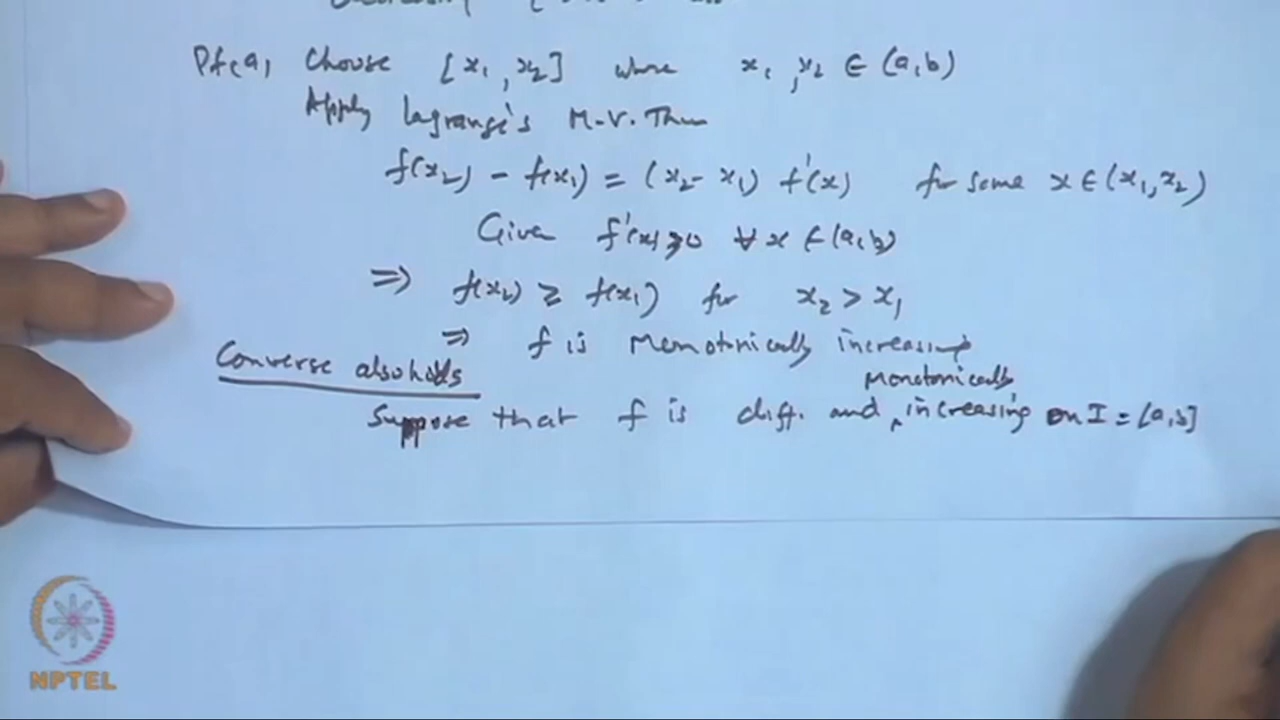 Pf(a) Choose [x₁, x₂] where x₁, x₂ ∈ (a,b)
Apply Lagrange's M.V. Thm
f(x₂) - f(x₁) = (x₂ - x₁) f'(x) for some x ∈ (x₁, x₂)
Given f'(x) ≥ 0 ∀ x ∈ (a,b)
⇒ f(x₂) ≥ f(x₁) for x₂ > x₁
⇒ f is Monotonically increasing
Converse also holds
Monotonically
Suppose that f is diff. and, increasing on I = [a,b]
NPTEL